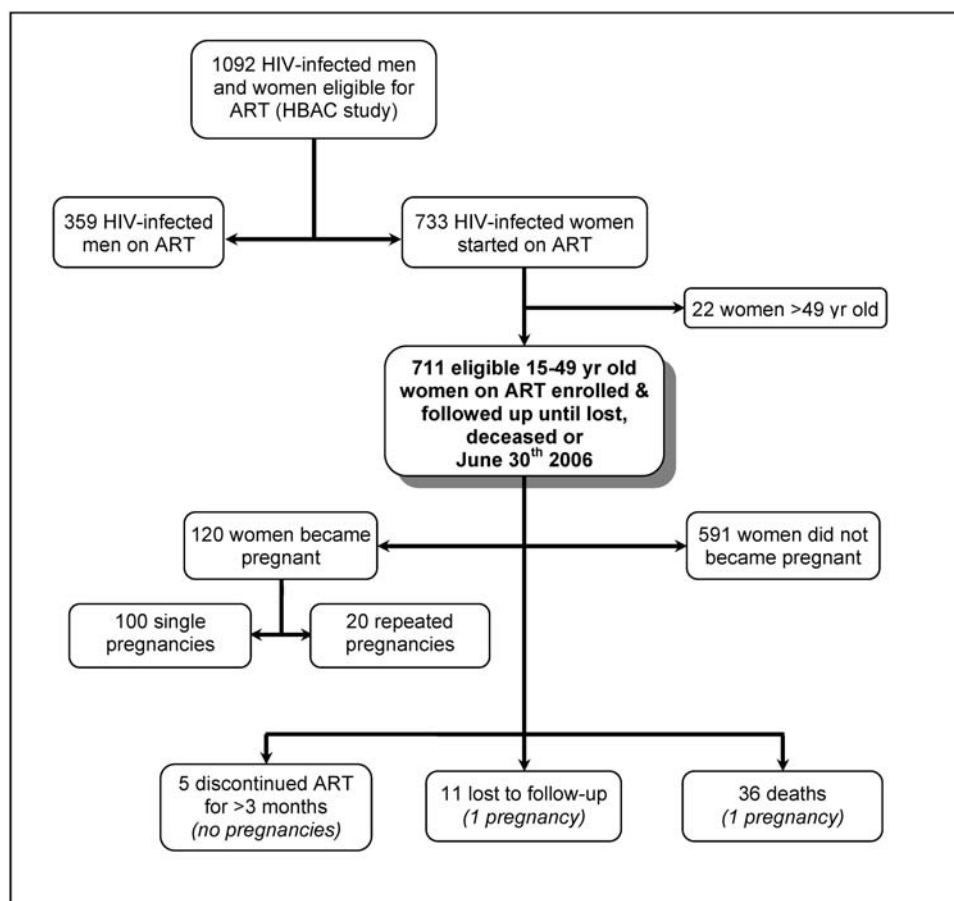 1092 HIV-infected men
and women eligible for
ART (HBAC study)
359 HIV-infected
men on ART
733 HIV-infected women
started on ART
22 women >49 yr old
711 eligible 15-49 yr old
women on ART enrolled &
followed up until lost,
deceased or
June 30th 2006
120 women became
pregnant
591 women did not
became pregnant
100 single
pregnancies
20 repeated
pregnancies
5 discontinued ART
for >3 months
(no pregnancies)
11 lost to follow-up
(1 pregnancy)
36 deaths
(1 pregnancy)